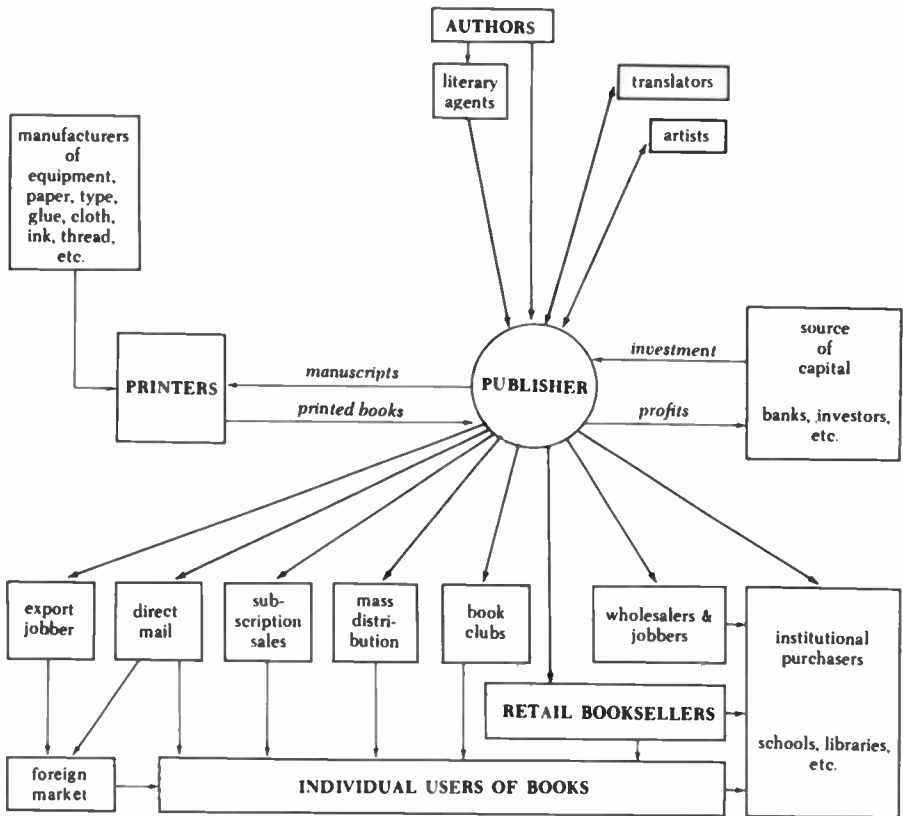 AUTHORS
literary
agents
translators
artists
manufacturers
of
equipment,
paper, type,
glue, cloth,
ink, thread,
etc.
PRINTERS
manuscripts
printed books
PUBLISHER
investment
profits
source
of
capital
banks, investors,
etc.
export
jobber
direct
mail
sub-
scription
sales
mass
distri-
bution
book
clubs
wholesalers &
jobbers
institutional
purchasers
schools, libraries,
etc.
RETAIL BOOKSELLERS
foreign
market
INDIVIDUAL USERS OF BOOKS